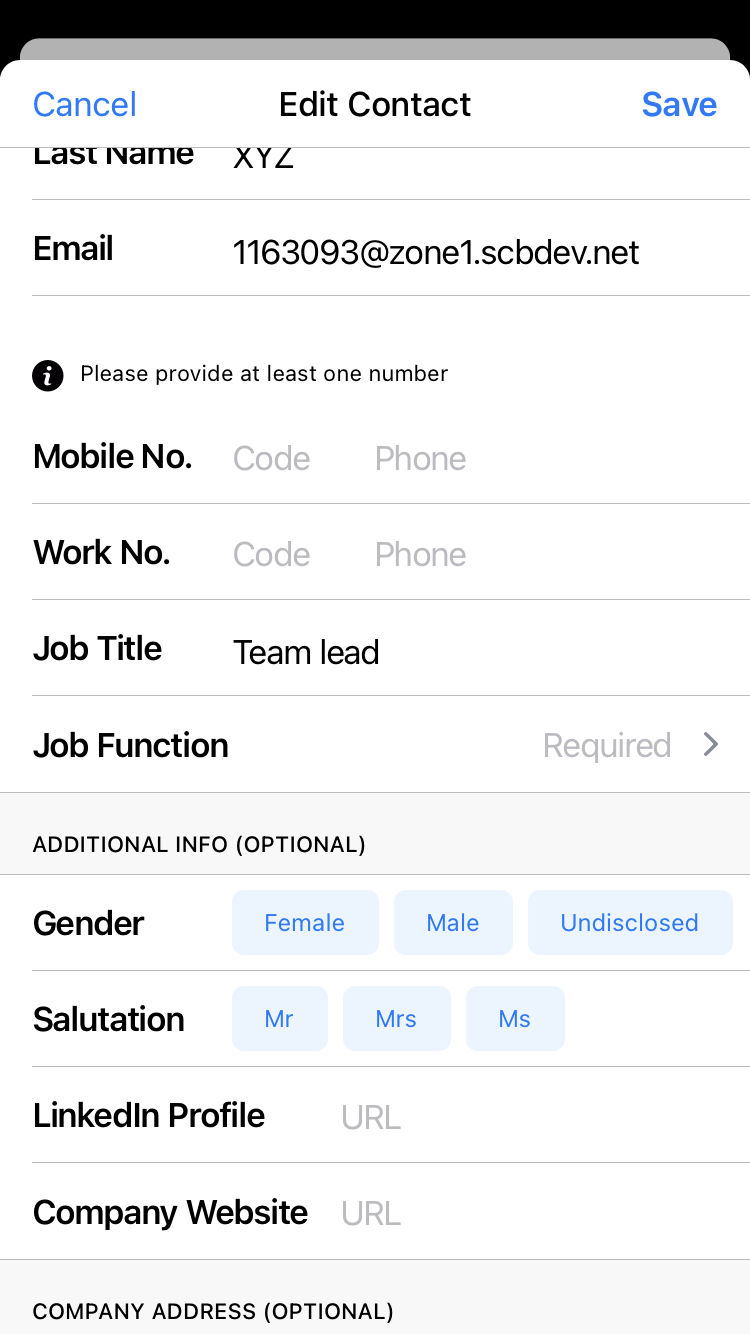 Cancel Edit Contact Save
Last Name XYZ
Email 1163093@zone1.scbdev.net
Please provide at least one number
Mobile No. Code Phone
Work No. Code Phone
Job Title Team lead
Job Function Required
ADDITIONAL INFO (OPTIONAL)
Gender Female Male Undisclosed
Salutation Mr Mrs Ms
LinkedIn Profile URL
Company Website URL
COMPANY ADDRESS (OPTIONAL)